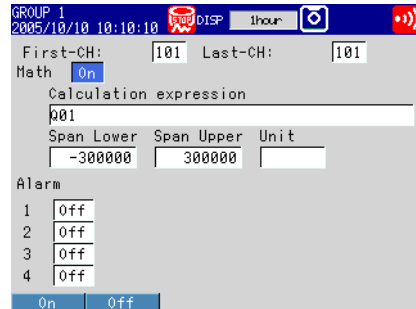 GROUP 1
2005/10/10 10:10:10 STOP DISP 1hour
First-CH: 101 Last-CH: 101
Math On
Calculation expression
Q01
Span Lower Span Upper Unit
-300000 300000
Alarm
1 Off
2 Off
3 Off
4 Off
On Off